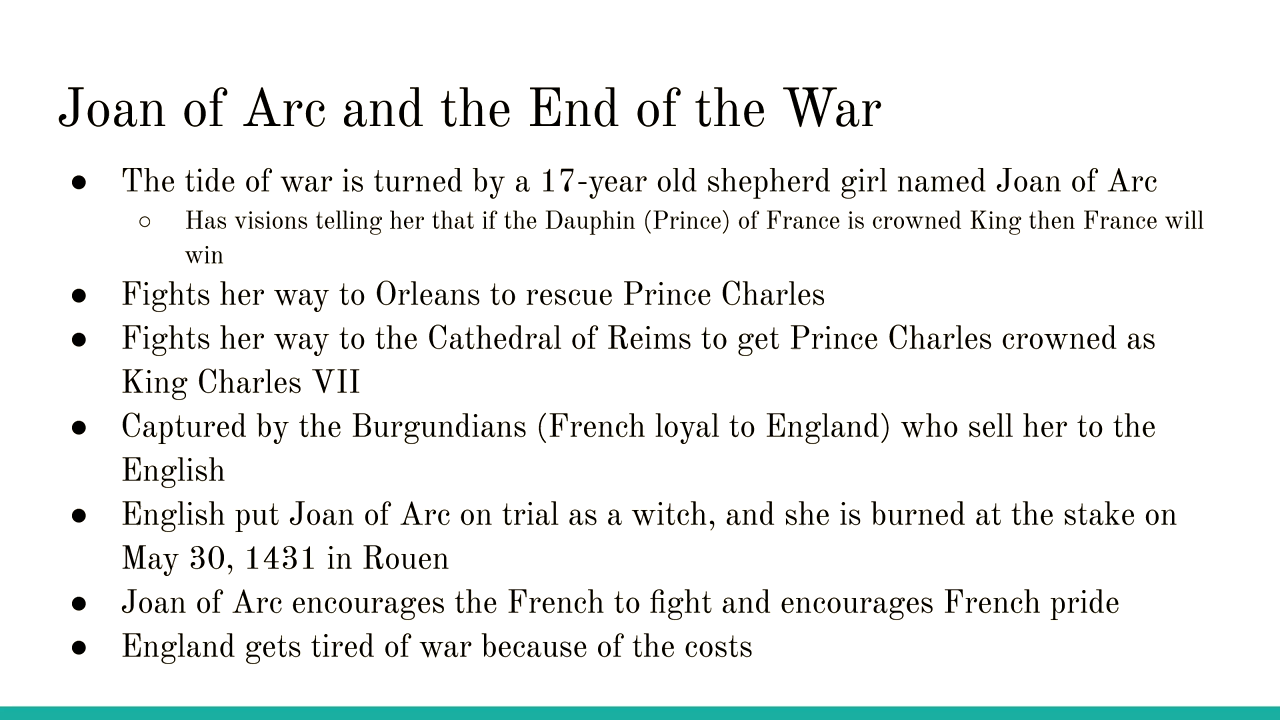 Joan of Arc and the End of the War
● The tide of war is turned by a 17-year old shepherd girl named Joan of Arc
○ Has visions telling her that if the Dauphin (Prince) of France is crowned King then France will
win
● Fights her way to Orleans to rescue Prince Charles
● Fights her way to the Cathedral of Reims to get Prince Charles crowned as
King Charles VII
● Captured by the Burgundians (French loyal to England) who sell her to the
English
● English put Joan of Arc on trial as a witch, and she is burned at the stake on
May 30, 1431 in Rouen
● Joan of Arc encourages the French to fight and encourages French pride
● England gets tired of war because of the costs